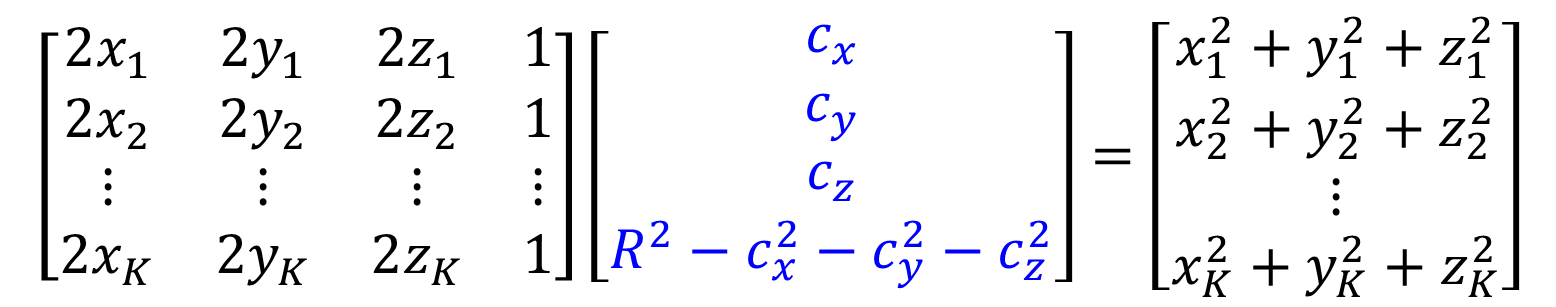 2x₁ 2y₁ 2z₁ 1 cₓ x₁² + y₁² + z₁²
2x₂ 2y₂ 2z₂ 1 c_y = x₂² + y₂² + z₂²
⋮ ⋮ ⋮ ⋮ c_z ⋮
2x_K 2y_K 2z_K 1 R² − c_x² − c_y² − c_z² x_K² + y_K² + z_K²